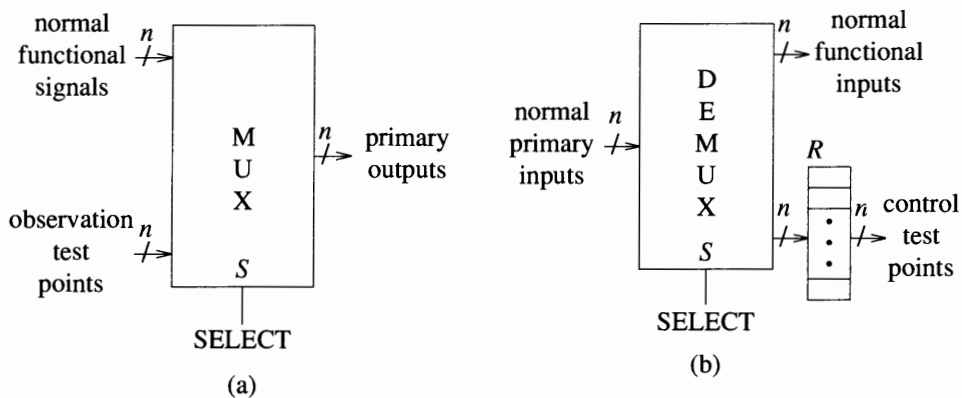 normal
functional
signals
n
observation
test
points
n
M
U
X
S
n
primary
outputs
SELECT
(a)
normal
primary
inputs
n
D
E
M
U
X
S
n
normal
functional
inputs
n
R
n
control
test
points
SELECT
(b)